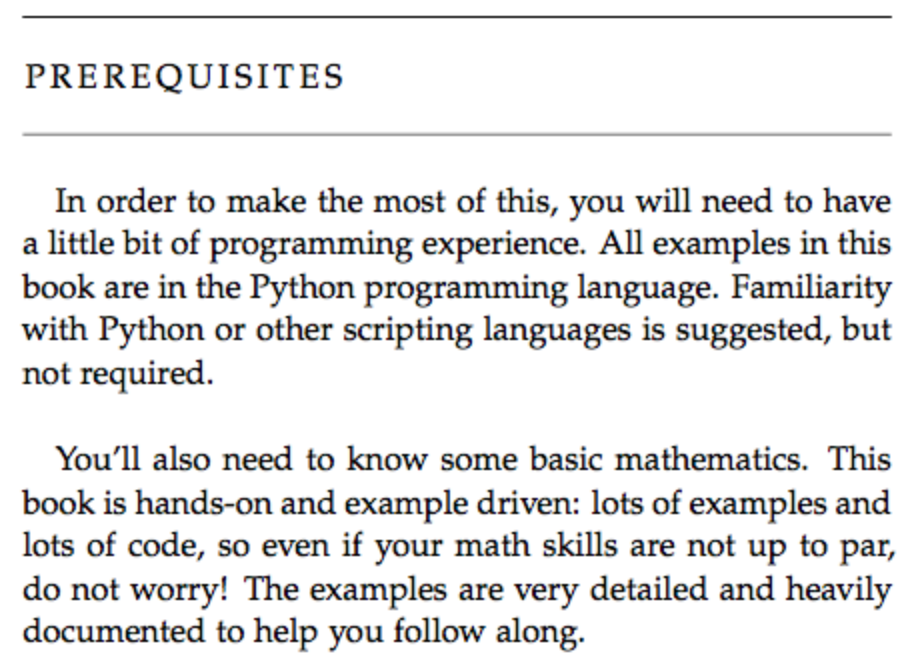 PREREQUISITES
In order to make the most of this, you will need to have
a little bit of programming experience. All examples in this
book are in the Python programming language. Familiarity
with Python or other scripting languages is suggested, but
not required.
You'll also need to know some basic mathematics. This
book is hands-on and example driven: lots of examples and
lots of code, so even if your math skills are not up to par,
do not worry! The examples are very detailed and heavily
documented to help you follow along.